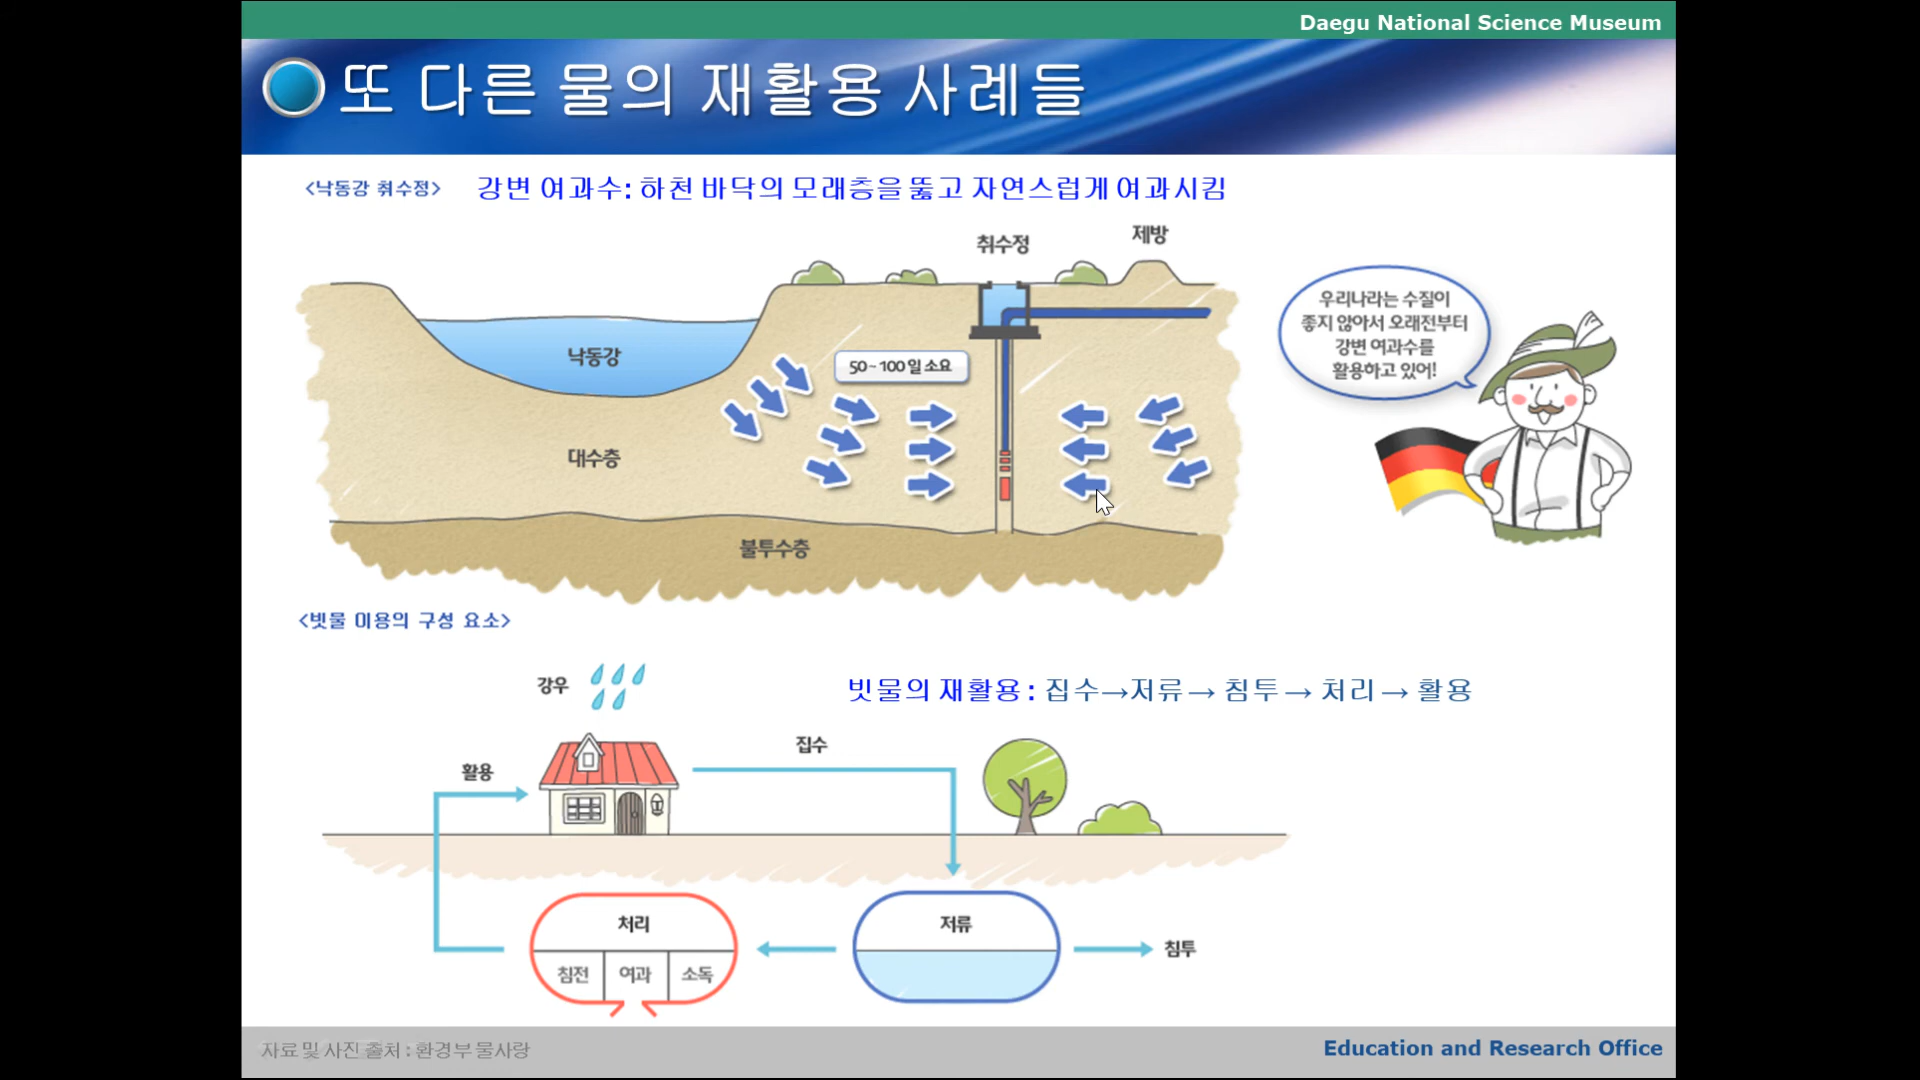 Daegu National Science Museum
또 다른 물의 재활용 사례들
<낙동강 취수정>
강변 여과수: 하천 바닥의 모래층을 뚫고 자연스럽게 여과시킴
취수정
제방
우리나라는 수질이
좋지 않아서 오래전부터
강변 여과수를
활용하고 있어!
낙동강
50~100일 소요
대수층
불투수층
<빗물 이용의 구성 요소>
강우
빗물의 재활용 : 집수→저류→ 침투 → 처리 → 활용
집수
활용
처리
침전 여과 소독
저류
침투
자료 및 사진 출처 : 환경부 물사랑
Education and Research Office